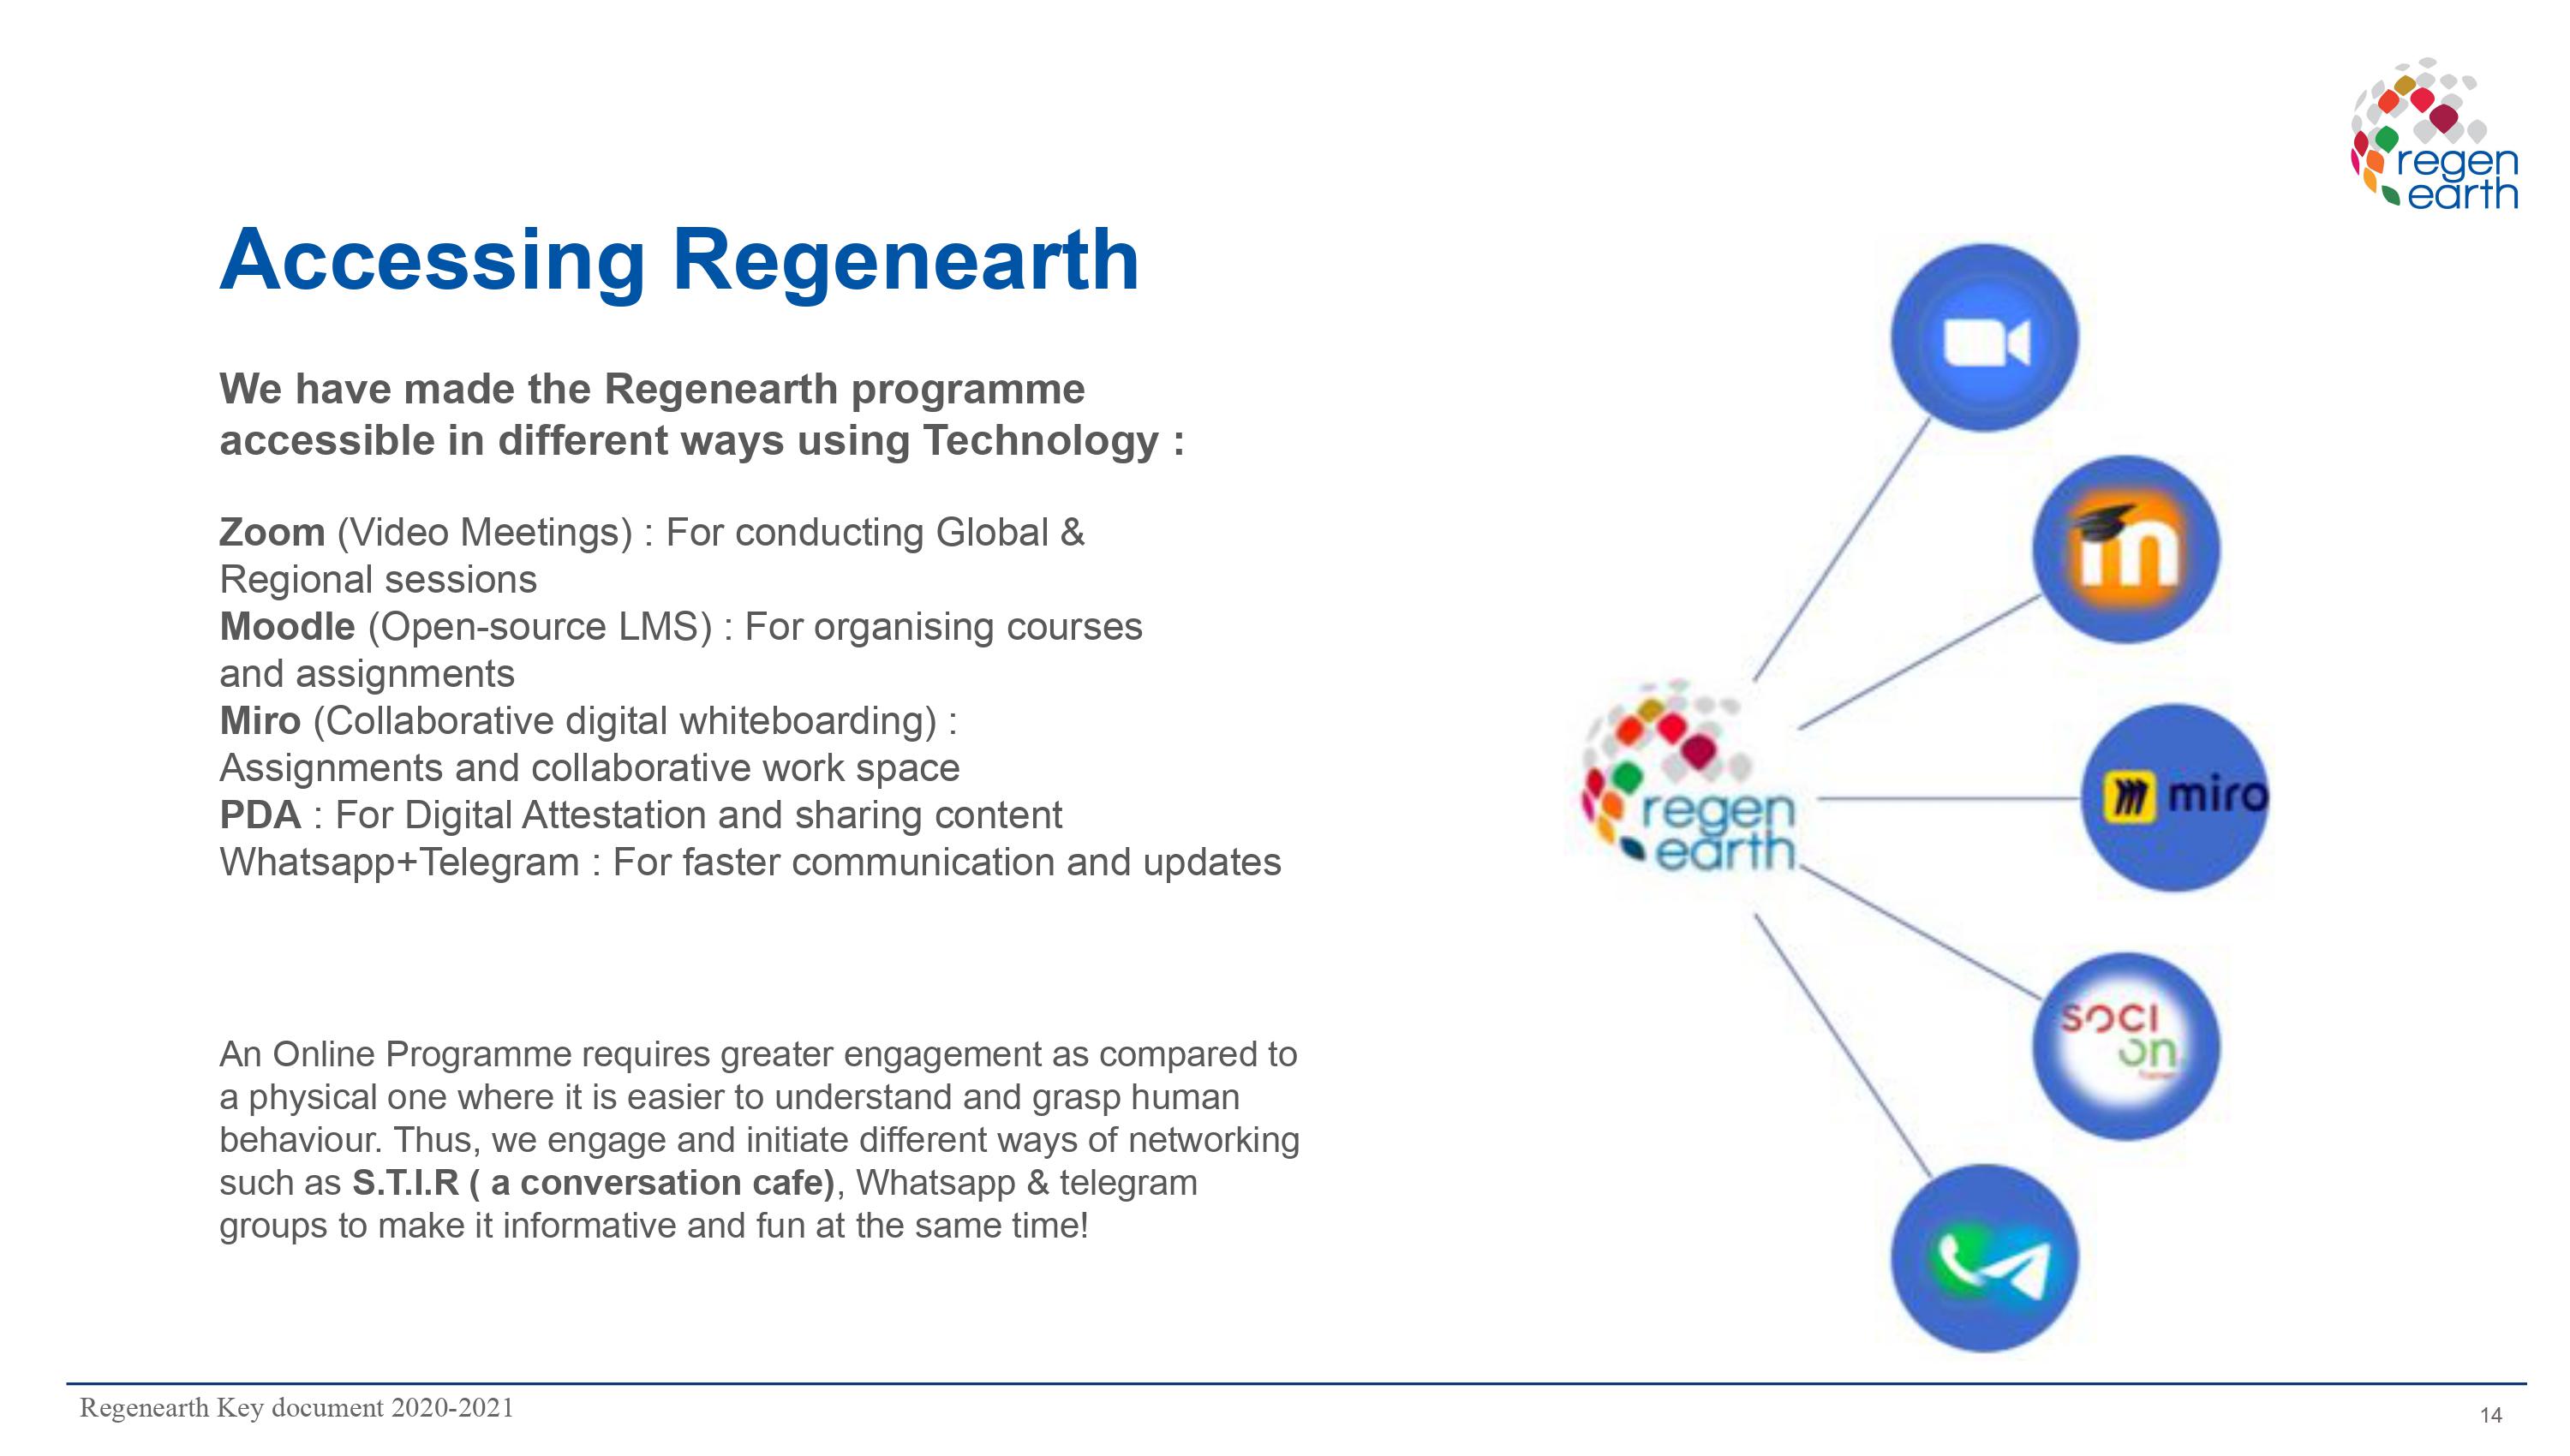 regen
earth
Accessing Regenearth
We have made the Regenearth programme
accessible in different ways using Technology :
Zoom (Video Meetings) : For conducting Global &
Regional sessions
Moodle (Open-source LMS) : For organising courses
and assignments
Miro (Collaborative digital whiteboarding) :
Assignments and collaborative work space
PDA : For Digital Attestation and sharing content
Whatsapp+Telegram : For faster communication and updates
An Online Programme requires greater engagement as compared to
a physical one where it is easier to understand and grasp human
behaviour. Thus, we engage and initiate different ways of networking
such as S.T.I.R ( a conversation cafe), Whatsapp & telegram
groups to make it informative and fun at the same time!
m
regen
earth
miro
soci
on
Regenearth Key document 2020-2021
14